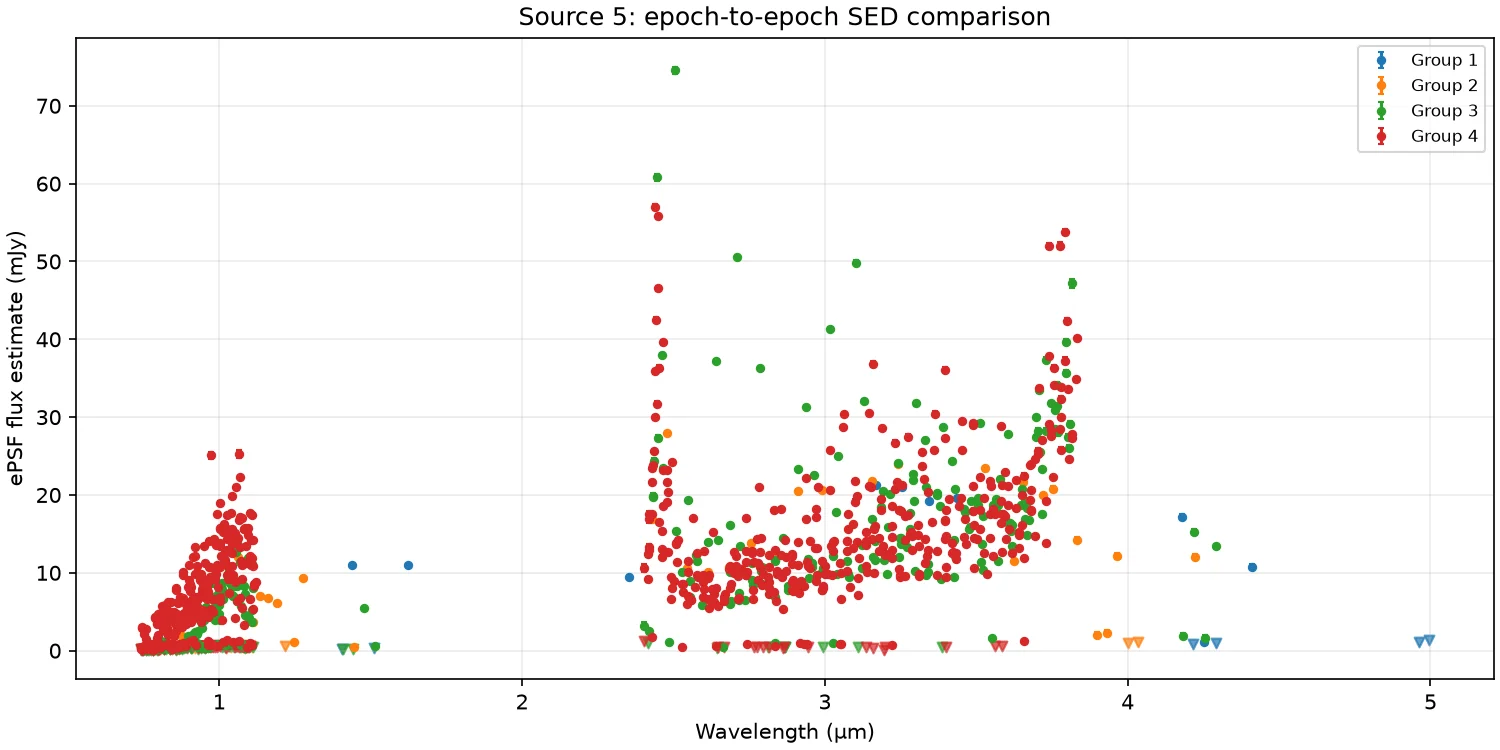 Source 5: epoch-to-epoch SED comparison
ePSF flux estimate (mJy)
70
60
50
40
30
20
10
0
1
2
3
4
5
Wavelength (μm)
Group 1
Group 2
Group 3
Group 4